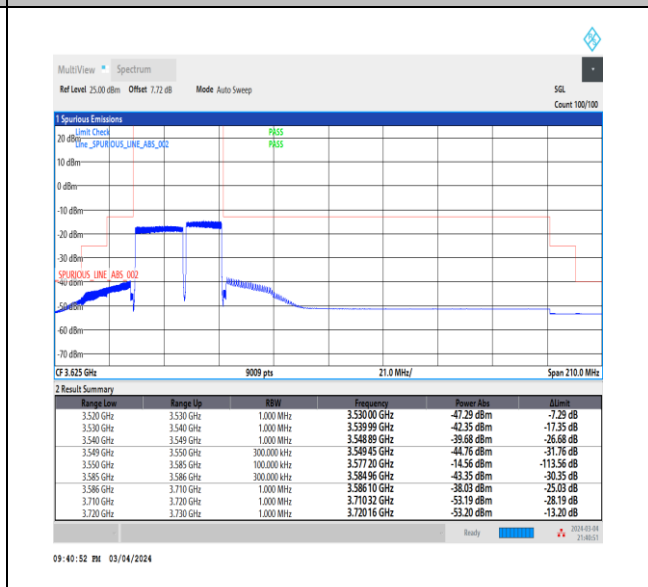 MultiView Spectrum
Ref Level 25.00 dBm Offset 7.72 dB Mode Auto Sweep SGL
Count 100/100
1 Spurious Emissions
Limit Check PASS
20 dBm
Line _SPURIOUS_LINE_ABS_002 PASS
10 dBm
0 dBm
-10 dBm
-20 dBm
-30 dBm
SPURIOUS_LINE_ABS_002
-40 dBm
-50 dBm
-60 dBm
-70 dBm
CF 3.625 GHz 9009 pts 21.0 MHz/ Span 210.0 MHz
2 Result Summary
Range Low Range Up RBW Frequency Power Abs ΔLimit
3.520 GHz 3.530 GHz 1.000 MHz 3.53000 GHz -47.29 dBm -7.29 dB
3.530 GHz 3.540 GHz 1.000 MHz 3.53999 GHz -42.35 dBm -17.35 dB
3.540 GHz 3.549 GHz 1.000 MHz 3.54889 GHz -39.68 dBm -26.68 dB
3.549 GHz 3.550 GHz 300.000 kHz 3.54945 GHz -44.76 dBm -31.76 dB
3.550 GHz 3.585 GHz 100.000 kHz 3.57720 GHz -14.56 dBm -113.56 dB
3.585 GHz 3.586 GHz 300.000 kHz 3.58496 GHz -43.35 dBm -30.35 dB
3.586 GHz 3.710 GHz 1.000 MHz 3.58610 GHz -38.03 dBm -25.03 dB
3.710 GHz 3.720 GHz 1.000 MHz 3.71032 GHz -53.19 dBm -28.19 dB
3.720 GHz 3.730 GHz 1.000 MHz 3.72016 GHz -53.20 dBm -13.20 dB
Ready 2024-03-04
21:40:51
09:40:52 PM 03/04/2024